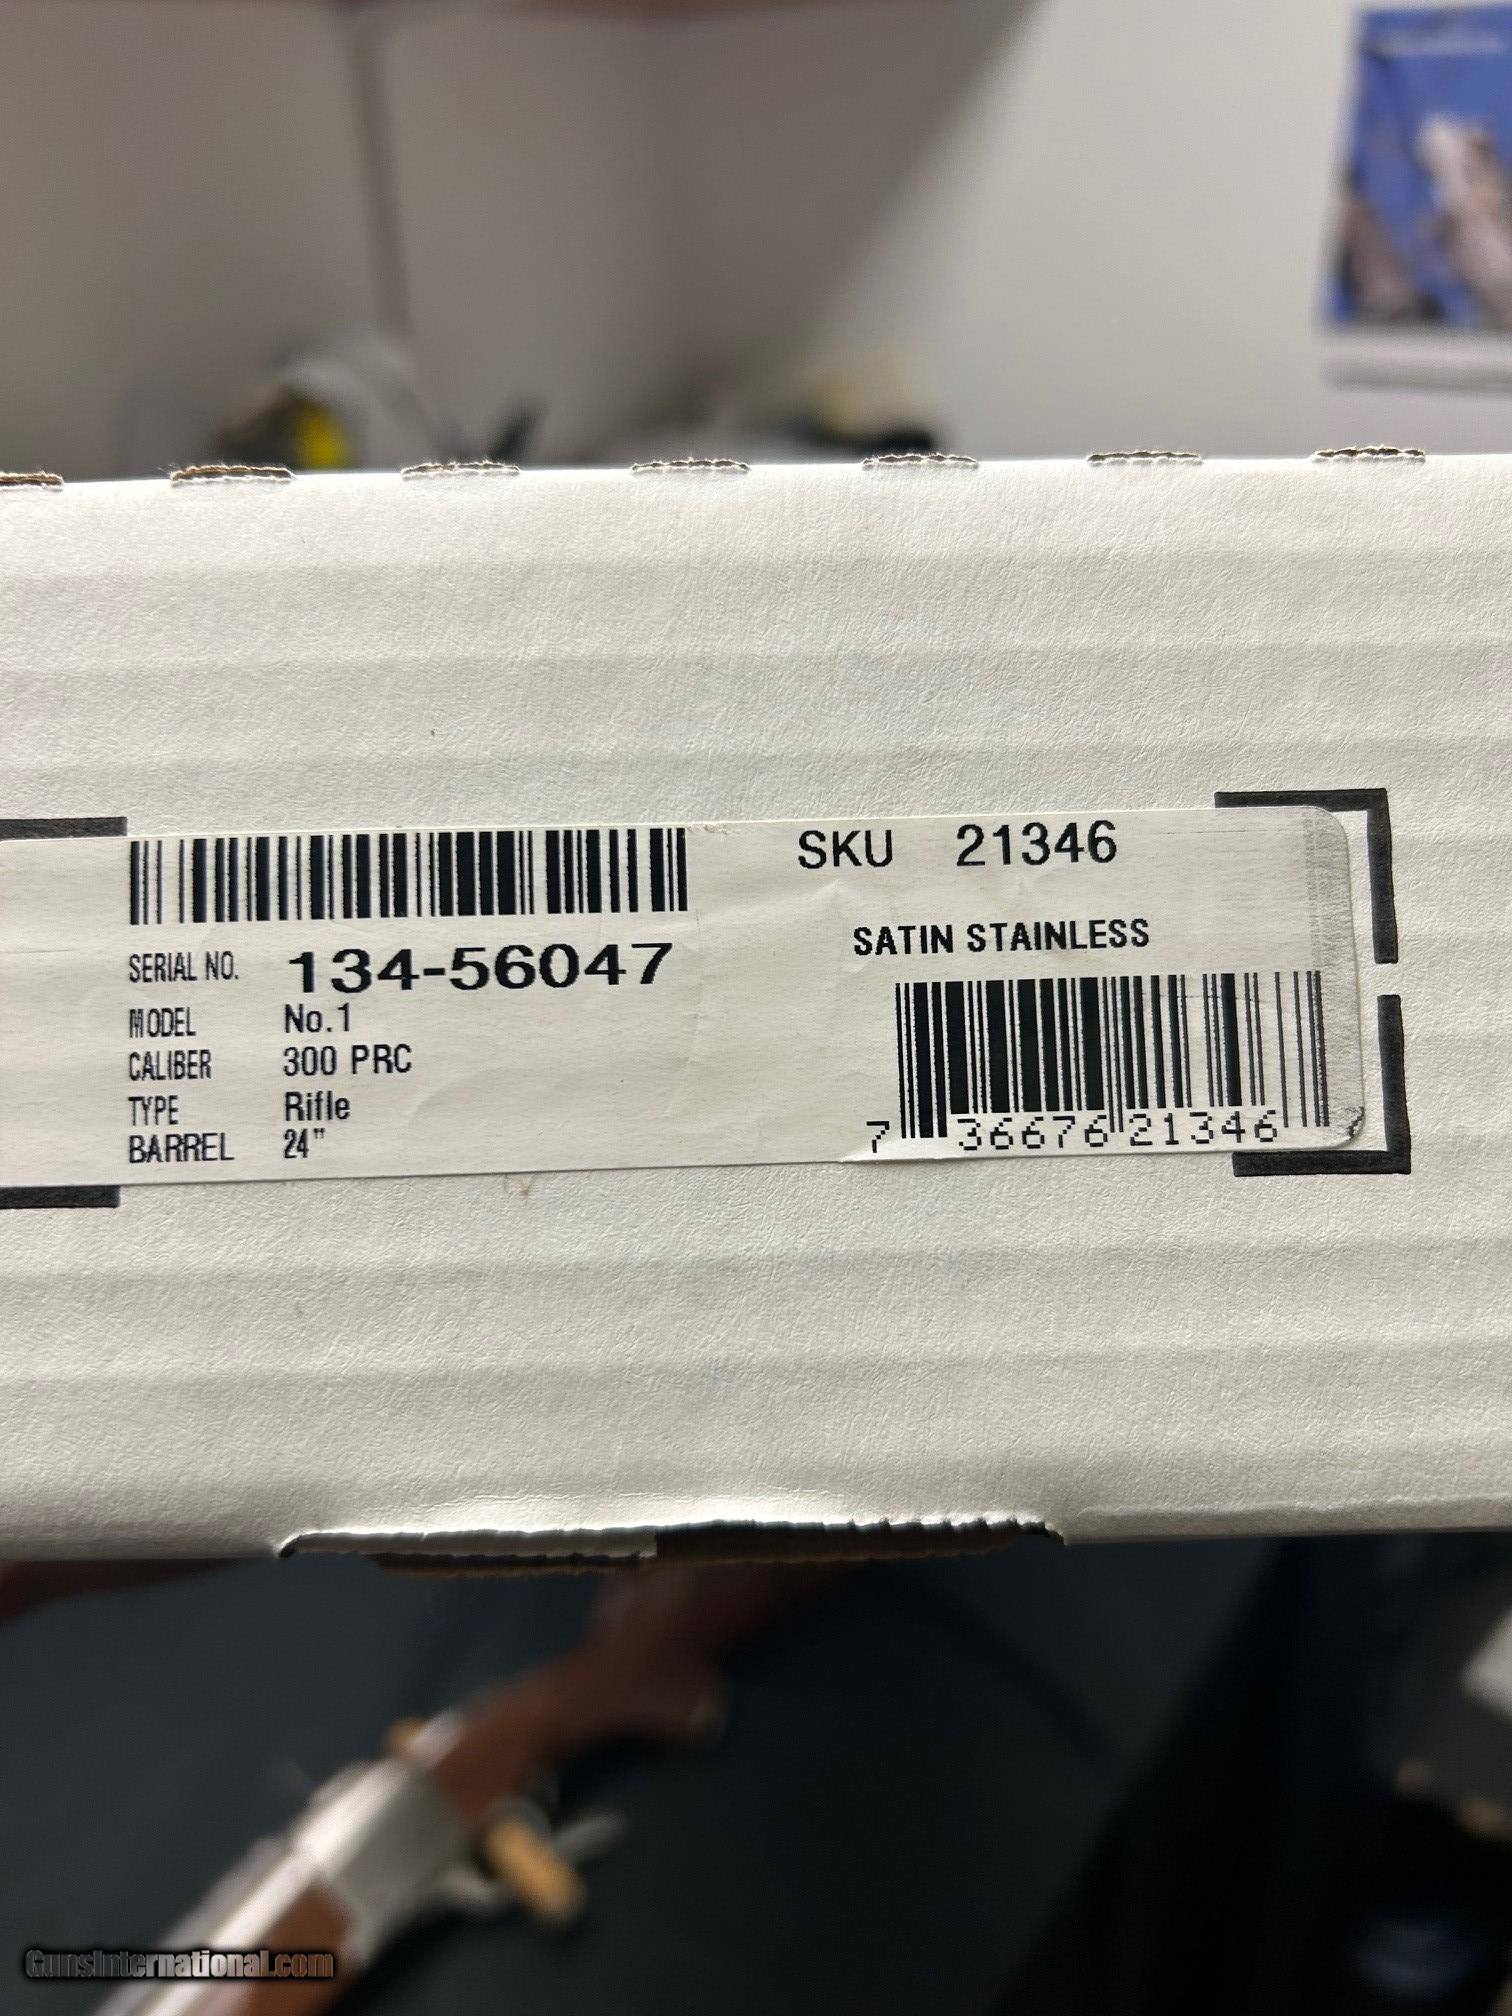 SKU 21346
SATIN STAINLESS
SERIAL NO. 134-56047
MODEL No.1
CALIBER 300 PRC
TYPE Rifle
BARREL 24"
7 36676 21346
GunsInternational.com